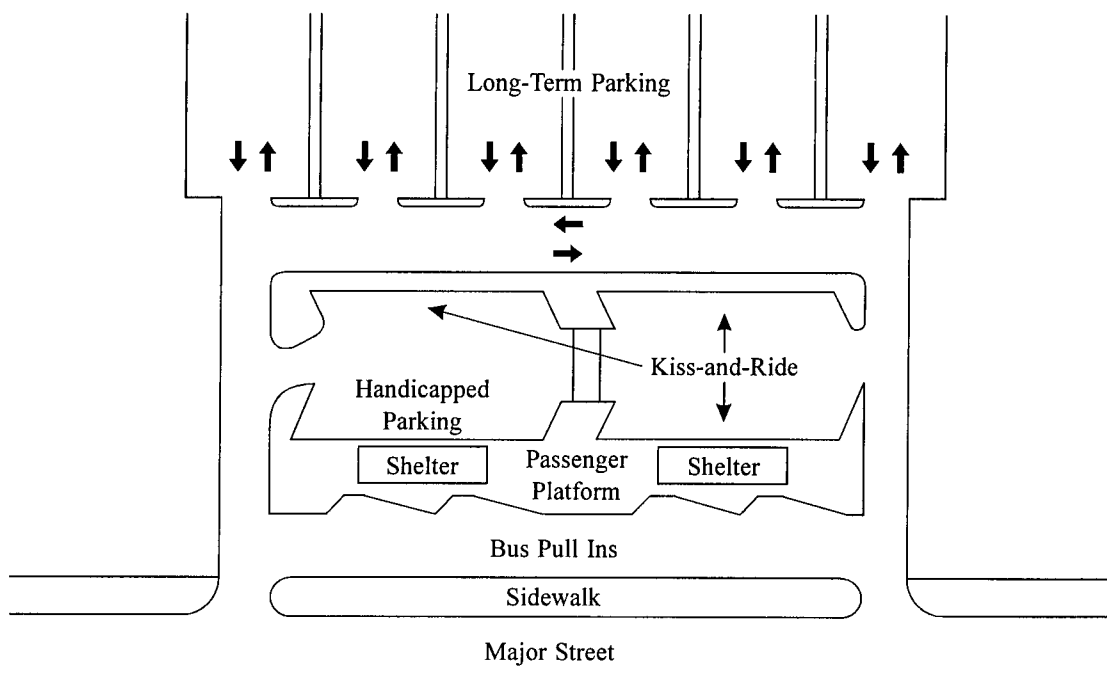 Long-Term Parking
Kiss-and-Ride
Handicapped
Parking
Shelter
Passenger
Platform
Shelter
Bus Pull Ins
Sidewalk
Major Street